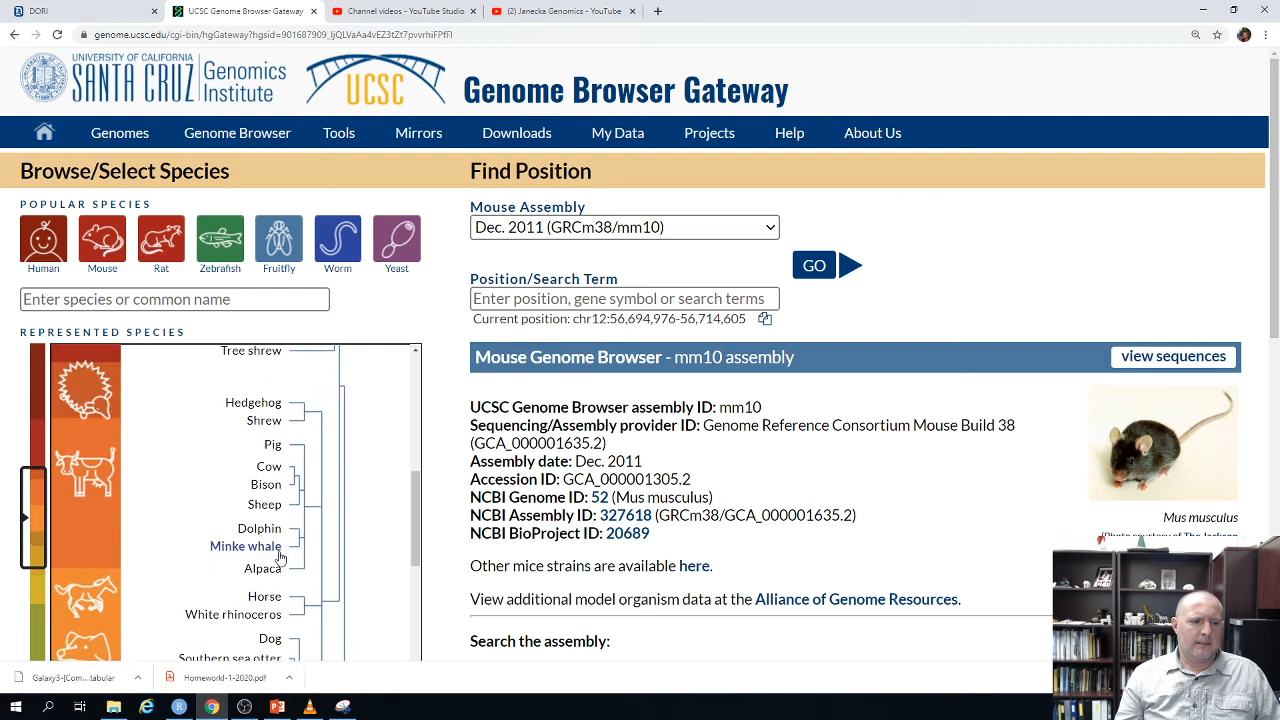 DORI
UCSC Genome Browser Gateway
Channel videos - YouTube Studio
(2) Janecka Genomics - YouTube
genome.ucsc.edu/cgi-bin/hgGateway?hgsid=901687909_
UNIVERSITY OF CALIFORNIA
SANTA CRUZ
Genomics
Institute
UCSC
Genome Browser Gateway
Genomes
Genome Browser
Tools
Mirrors
Downloads
My Data
Projects
Help
About Us
Browse/Select Species
Find Position
POPULAR SPECIES
Human
Mouse
Rat
Zebrafish
Fruitfly
Worm
Yeast
Enter species or common name
REPRESENTED SPECIES
Tree shrew
Hedgehog
Shrew
Pig
Cow
Bison
Sheep
Dolphin
Minke whale
Alpaca
Horse
White rhinoceros
Dog
Southern sea otter
Mouse Assembly
Dec. 2011 (GRCm38/mm10)
GO
Position/Search Term
Enter position, gene symbol or search terms
Current position: chr12:56,694,976-56,714,605
Mouse Genome Browser - mm10 assembly
view sequences
UCSC Genome Browser assembly ID: mm10
Sequencing/Assembly provider ID: Genome Reference Consortium Mouse Build 38
(GCA_000001635.2)
Assembly date: Dec. 2011
Accession ID: GCA_000001305.2
NCBI Genome ID: 52 (Mus musculus)
NCBI Assembly ID: 327618 (GRCm38/GCA_000001635.2)
NCBI BioProject ID: 20689
Mus musculus
Other mice strains are available here.
View additional model organism data at the Alliance of Genome Resources.
Search the assembly:
Galaxy3-[Com....tabular
HomeworkI-1-2020.pdf